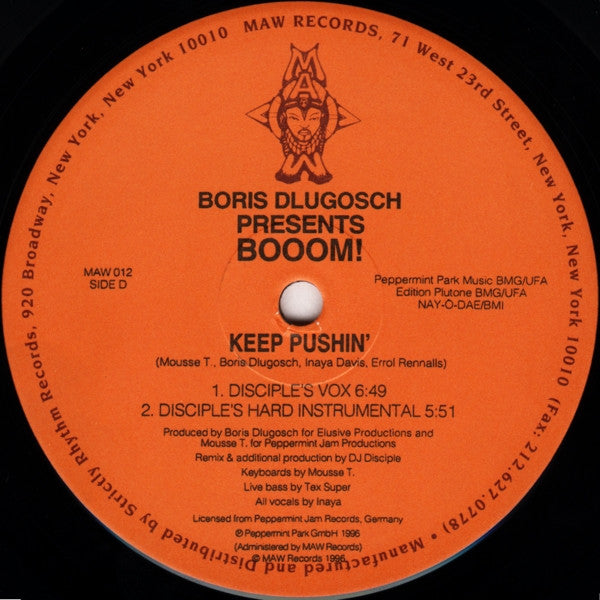 MAW RECORDS, 71 West 23rd Street, New York, New York 10010 (Fax: 212.627.0778) • Manufactured and Distributed by Strictly Rhythm Records, 920 Broadway, New York, New York 10010
MAW
BORIS DLUGOSCH
PRESENTS
BOOOM!
MAW 012
SIDE D
Peppermint Park Music BMG/UFA
Edition Plutone BMG/UFA
NAY-O-DAE/BMI
KEEP PUSHIN'
(Mousse T., Boris Dlugosch, Inaya Davis, Errol Rennalls)
1. DISCIPLE'S VOX 6:49
2. DISCIPLE'S HARD INSTRUMENTAL 5:51
Produced by Boris Dlugosch for Elusive Productions and
Mousse T. for Peppermint Jam Productions
Remix & additional production by DJ Disciple
Keyboards by Mousse T.
Live bass by Tex Super
All vocals by Inaya
Licensed from Peppermint Jam Records, Germany
℗ Peppermint Park GmbH 1996
(Administered by MAW Records)
© MAW Records 1996